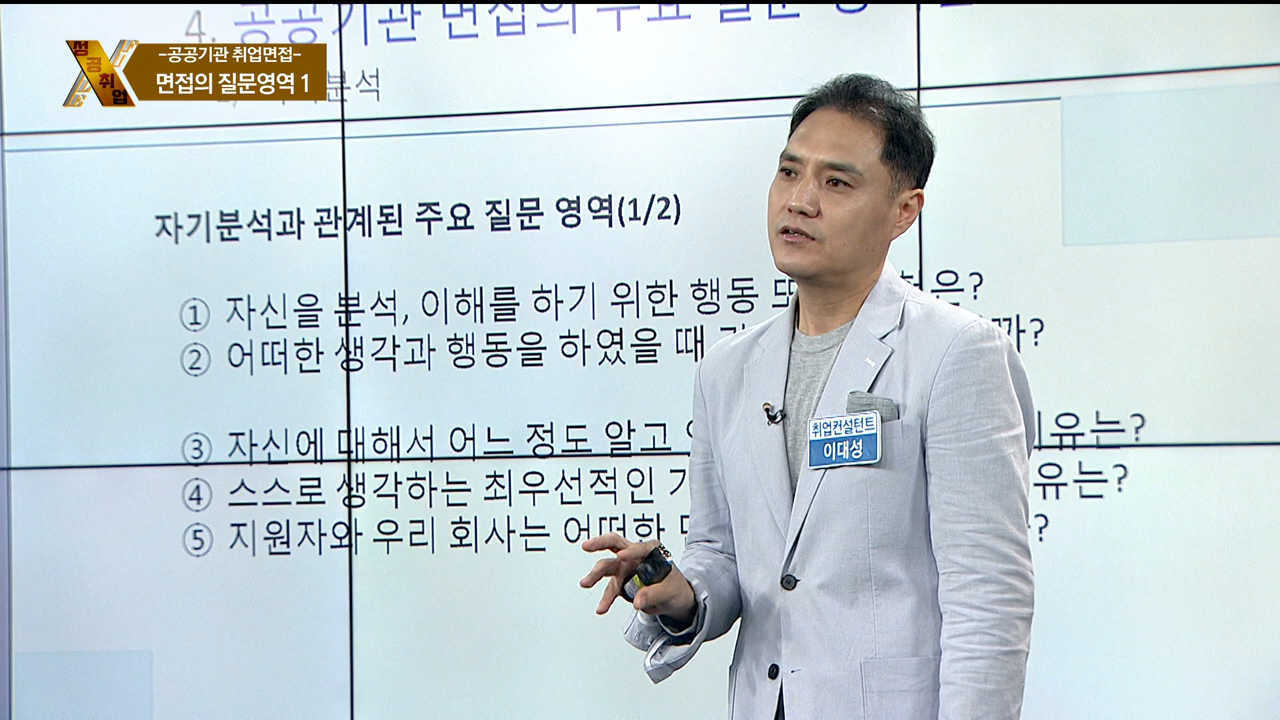 4. 공공기관 면접의 주요 질문
성공취업
-공공기관 취업면접-
면접의 질문영역 1
분석
자기분석과 관계된 주요 질문 영역(1/2)
① 자신을 분석, 이해를 하기 위한 행동 은?
② 어떠한 생각과 행동을 하였을 때 까?
③ 자신에 대해서 어느 정도 알고 이유는?
④ 스스로 생각하는 최우선적인 유는?
⑤ 지원자와 우리 회사는 어떠한 ?
취업컨설턴트
이대성